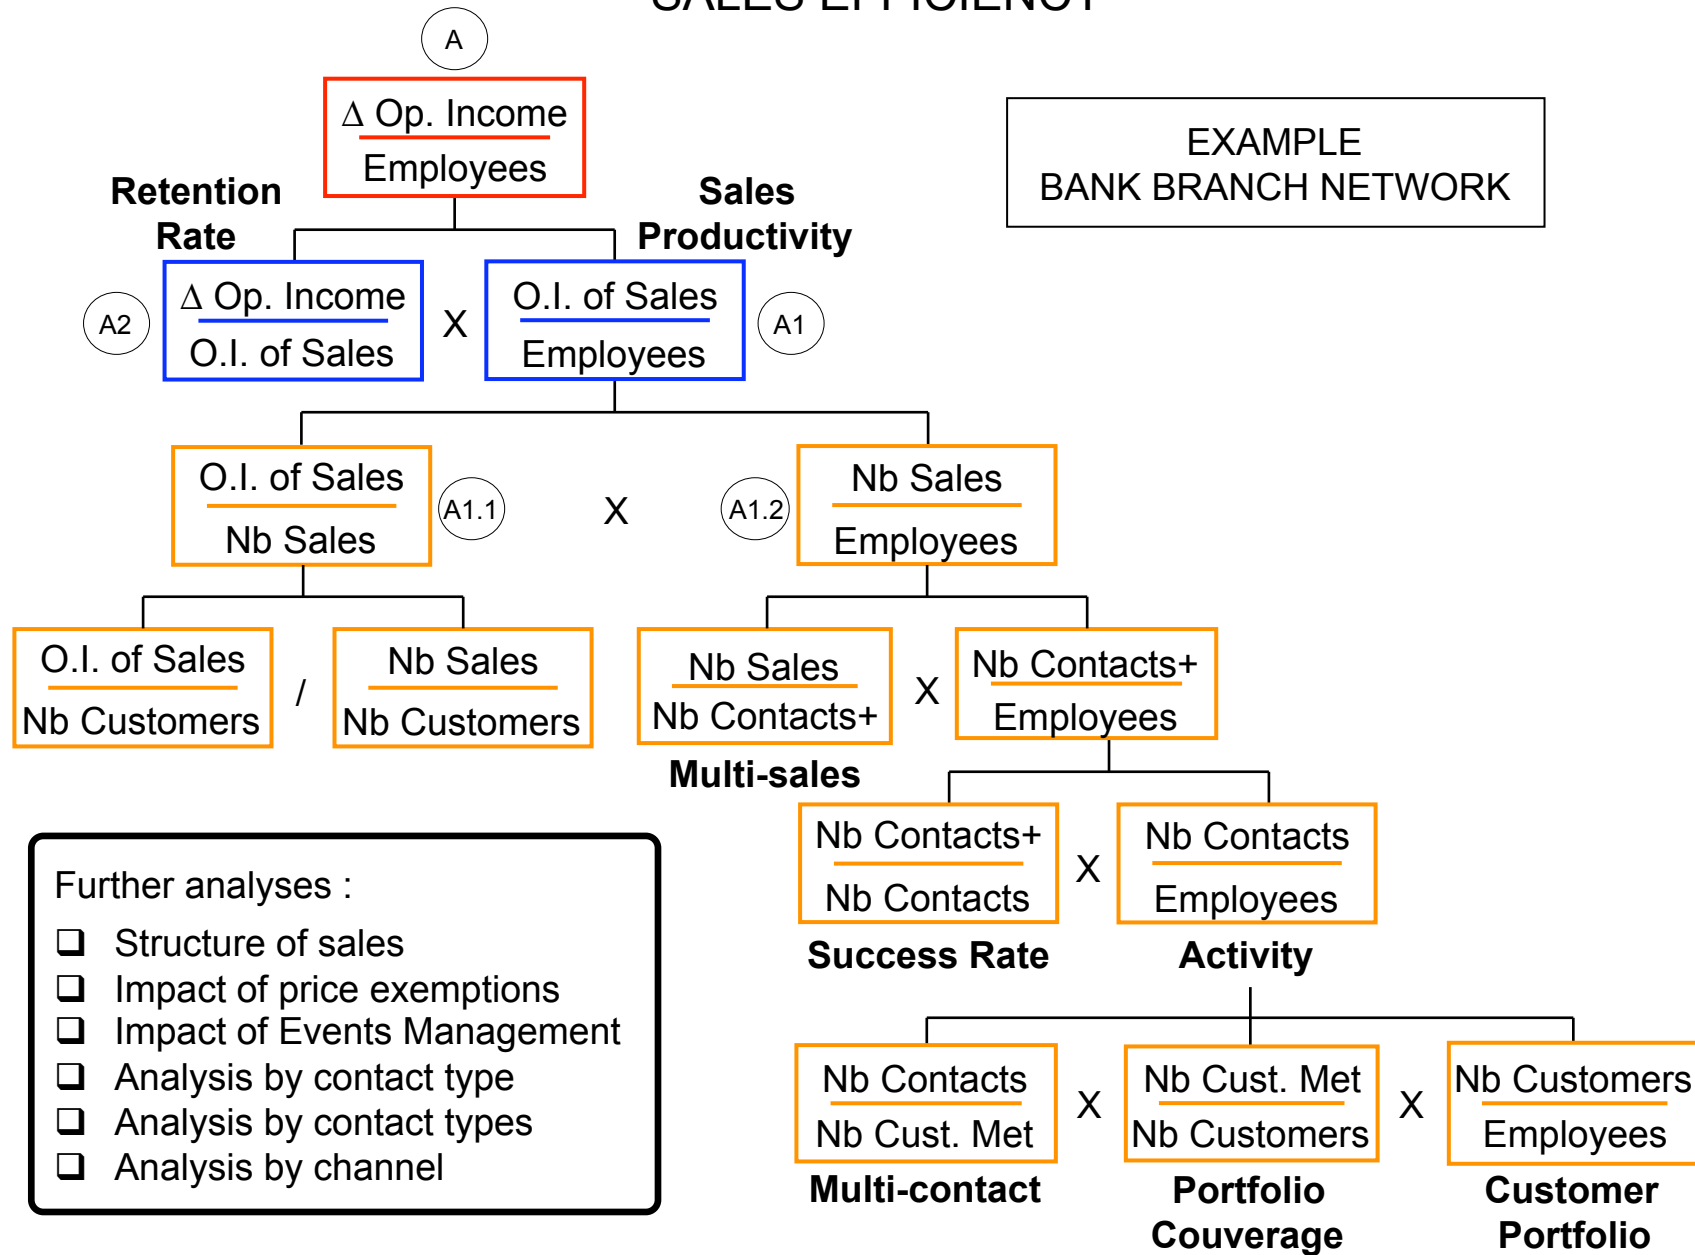 SALES EFFICIENCY
A
Δ Op. Income
Employees
EXAMPLE
BANK BRANCH NETWORK
Retention
Rate
Sales
Productivity
A2
Δ Op. Income
O.I. of Sales
X
O.I. of Sales
Employees
A1
O.I. of Sales
Nb Sales
A1.1
X
A1.2
Nb Sales
Employees
O.I. of Sales
Nb Customers
/
Nb Sales
Nb Customers
Nb Sales
Nb Contacts+
X
Nb Contacts+
Employees
Multi-sales
Nb Contacts+
Nb Contacts
X
Nb Contacts
Employees
Success Rate
Activity
Nb Contacts
Nb Cust. Met
X
Nb Cust. Met
Nb Customers
X
Nb Customers
Employees
Multi-contact
Portfolio
Couverage
Customer
Portfolio
Further analyses :
❑ Structure of sales
❑ Impact of price exemptions
❑ Impact of Events Management
❑ Analysis by contact type
❑ Analysis by contact types
❑ Analysis by channel